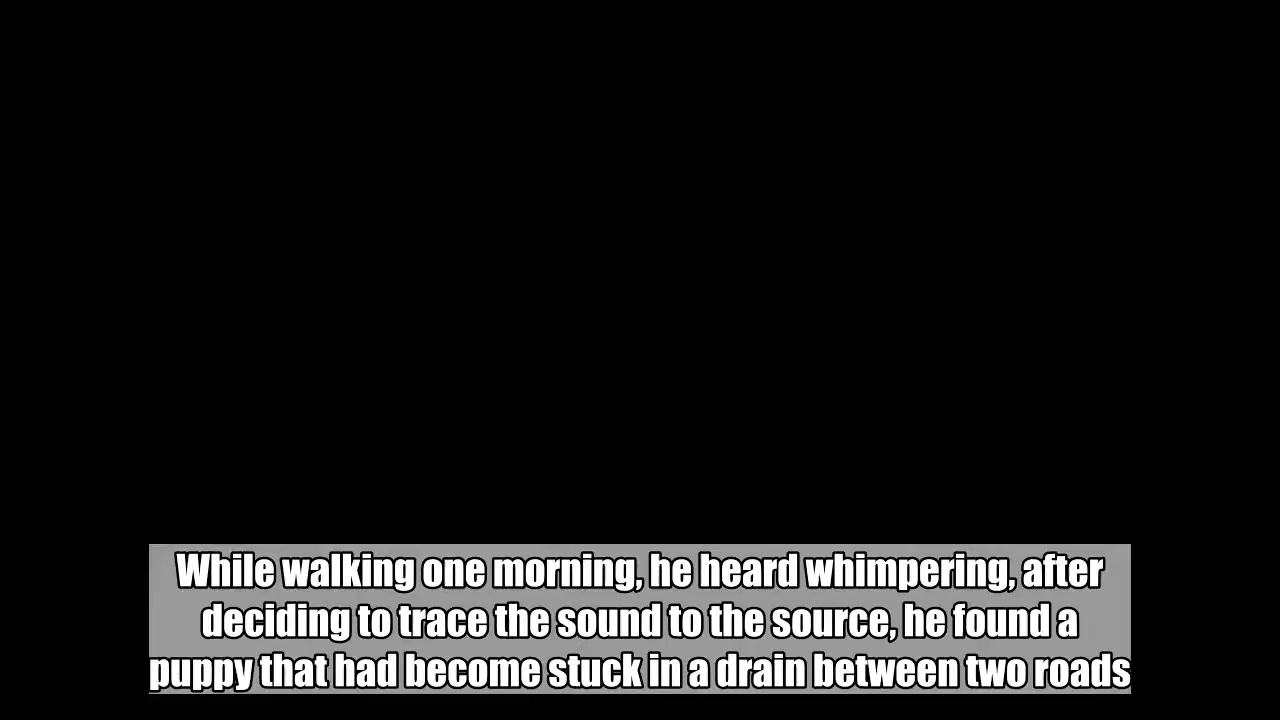 While walking one morning, he heard whimpering, after
deciding to trace the sound to the source, he found a
puppy that had become stuck in a drain between two roads